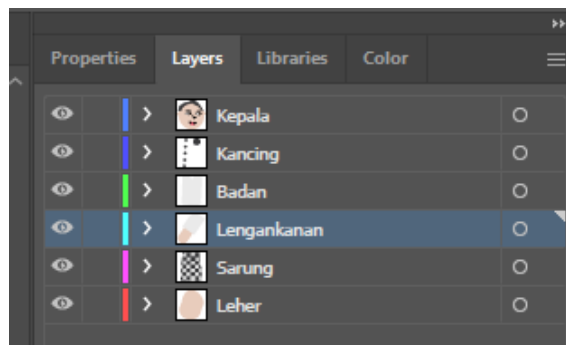 Properties Layers Libraries Color
Kepala
Kancing
Badan
Lengankanan
Sarung
Leher